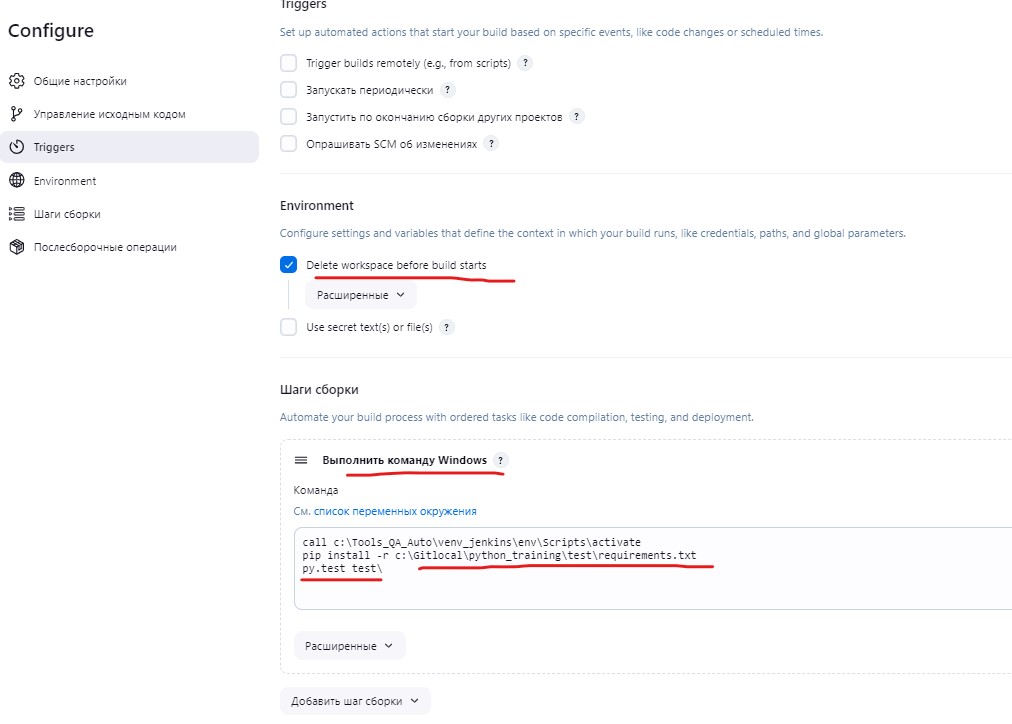 Triggers
Configure
Set up automated actions that start your build based on specific events, like code changes or scheduled times.
Общие настройки
Управление исходным кодом
Triggers
Environment
Шаги сборки
Послесборочные операции
Trigger builds remotely (e.g., from scripts) ?
Запускать периодически ?
Запустить по окончанию сборки других проектов ?
Опрашивать SCM об изменениях ?
Environment
Configure settings and variables that define the context in which your build runs, like credentials, paths, and global parameters.
Delete workspace before build starts
Расширенные
Use secret text(s) or file(s) ?
Шаги сборки
Automate your build process with ordered tasks like code compilation, testing, and deployment.
Выполнить команду Windows ?
Команда
См. список переменных окружения
call c:\Tools_QA_Auto\venv_jenkins\env\Scripts\activate
pip install -r c:\Gitlocal\python_training\test\requirements.txt
py.test test\
Расширенные
Добавить шаг сборки